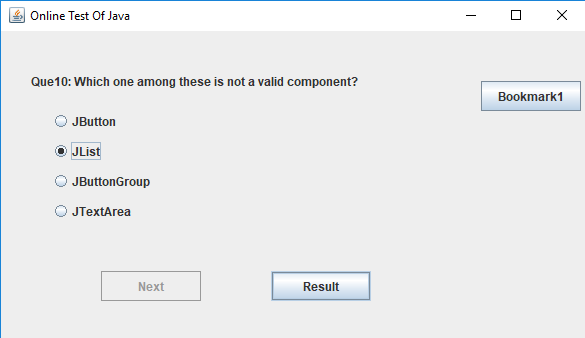 Online Test Of Java
Que10: Which one among these is not a valid component?
Bookmark1
JButton
JList
JButtonGroup
JTextArea
Next
Result